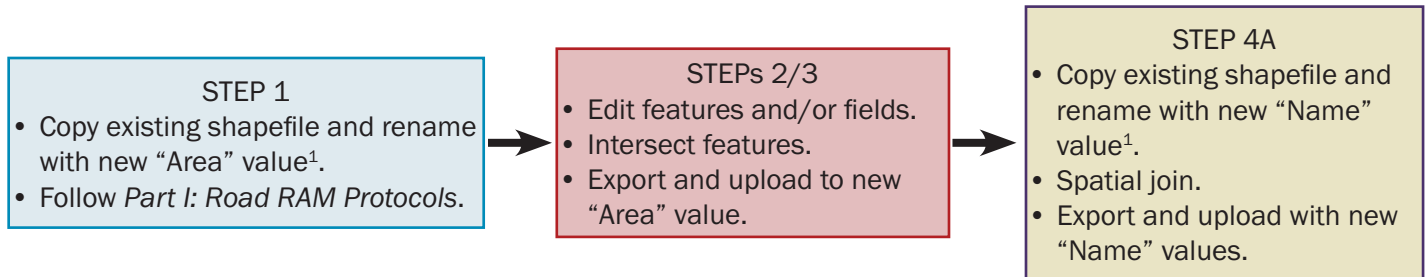 STEP 1
• Copy existing shapefile and rename
with new “Area” value¹.
• Follow Part I: Road RAM Protocols.
STEPs 2/3
• Edit features and/or fields.
• Intersect features.
• Export and upload to new
“Area” value.
STEP 4A
• Copy existing shapefile and
rename with new “Name”
value¹.
• Spatial join.
• Export and upload with new
“Name” values.